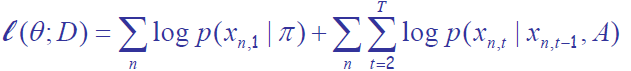 ℓ(θ; D) = ∑_n log p(x_{n,1} | π) + ∑_n ∑_{t=2}^{T} log p(x_{n,t} | x_{n,t-1}, A)